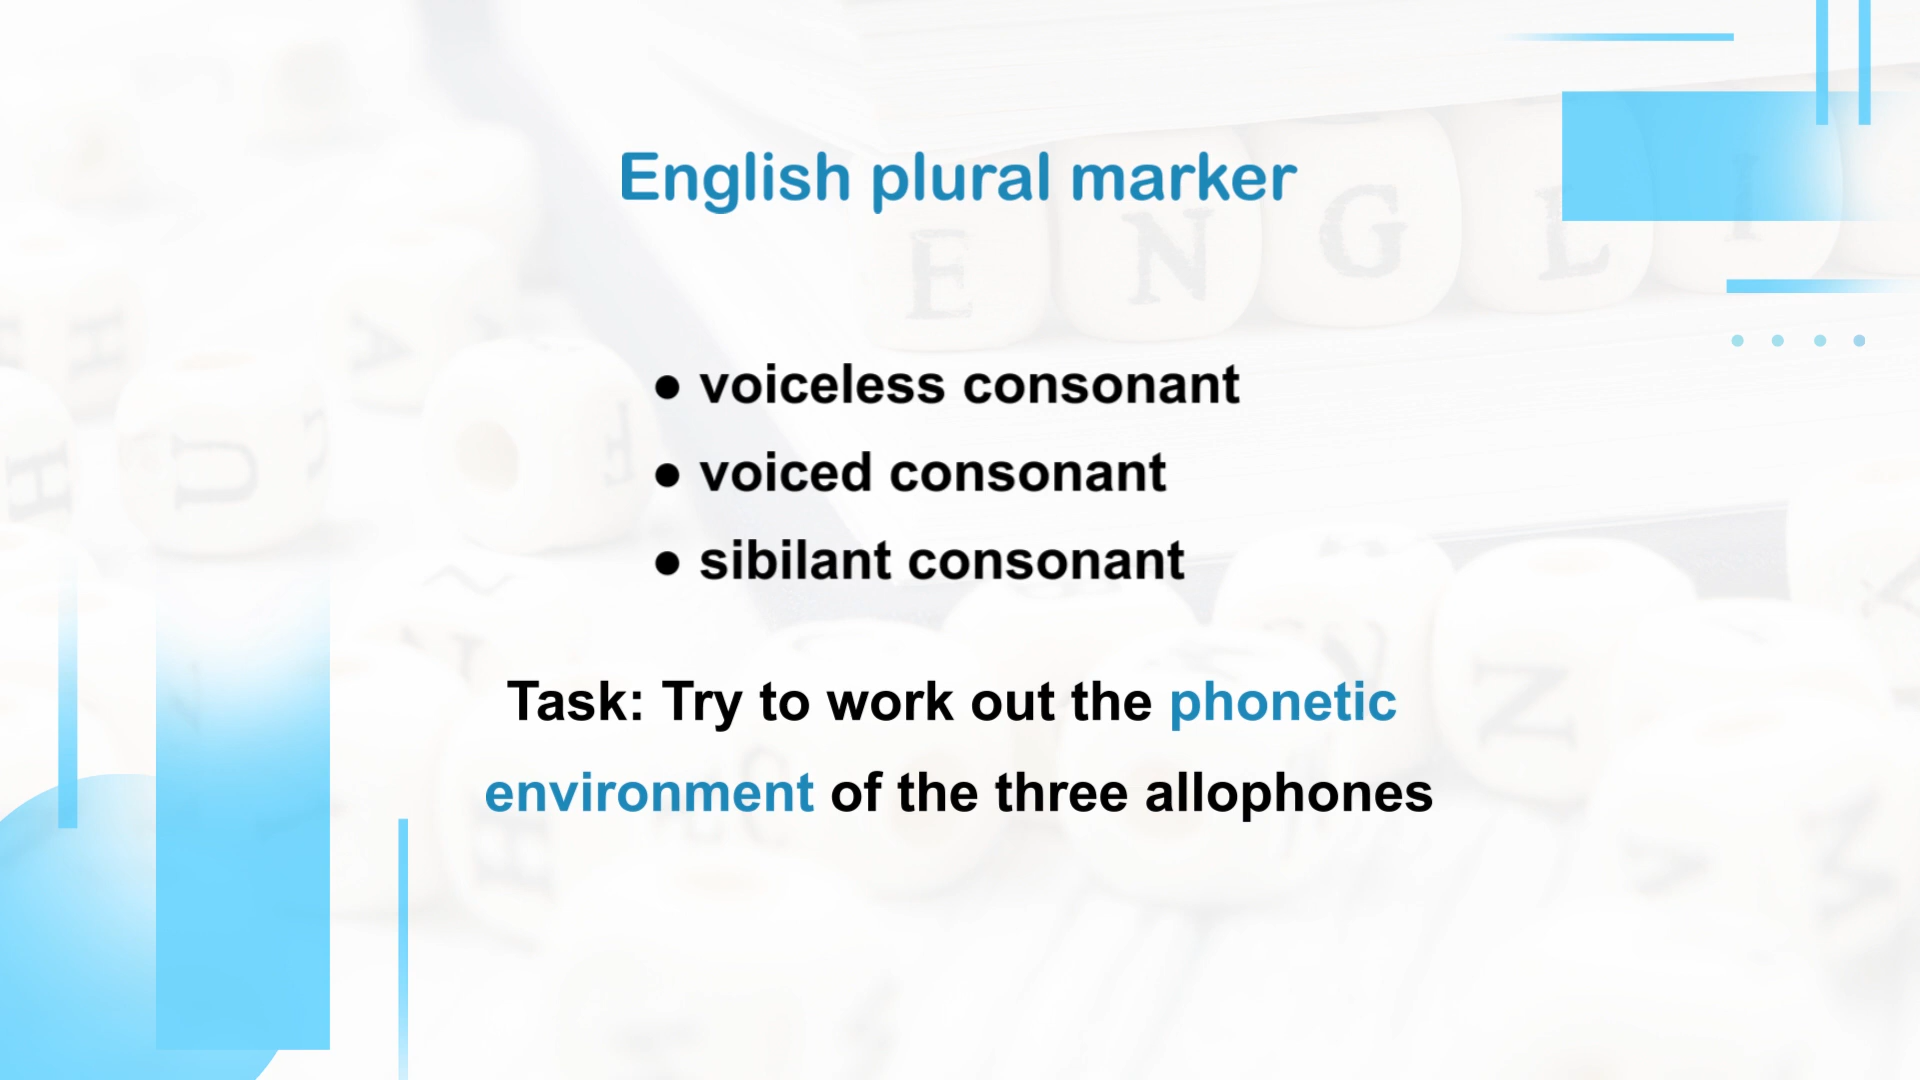 English plural marker
● voiceless consonant
● voiced consonant
● sibilant consonant
Task: Try to work out the phonetic
environment of the three allophones